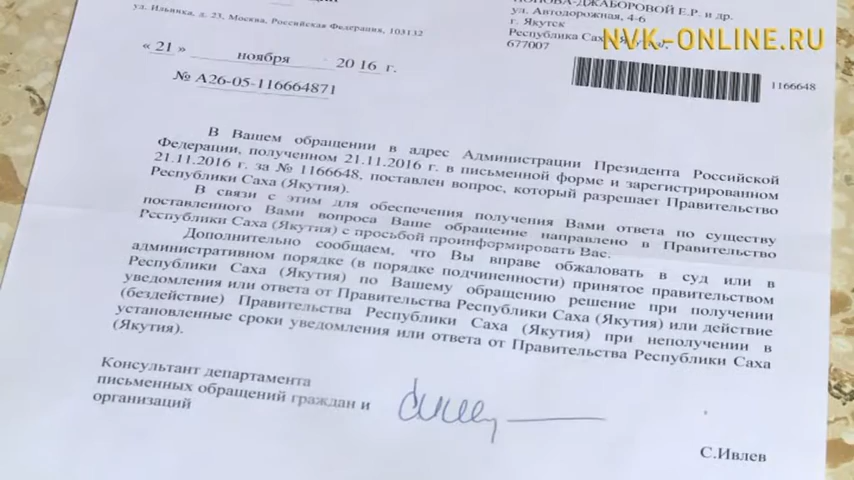 ул. Ильинка, д. 23, Москва, Российская Федерация, 103132
« 21 » ноября 20 16 г.
№ А26-05-116664871
ПОПОВА-ДЖАБОРОВОЙ Е.Р. и др.
ул. Автодорожная, 4-6
г. Якутск
Республика Саха (Якутия),
677007
NVK-ONLINE.RU
1166648
В Вашем обращении в адрес Администрации Президента Российской
Федерации, полученном 21.11.2016 г. в письменной форме и зарегистрированном
21.11.2016 г. за № 1166648, поставлен вопрос, который разрешает Правительство
Республики Саха (Якутия).
В связи с этим для обеспечения получения Вами ответа по существу
поставленного Вами вопроса Ваше обращение направлено в Правительство
Республики Саха (Якутия) с просьбой проинформировать Вас.
Дополнительно сообщаем, что Вы вправе обжаловать в суд или в
административном порядке (в порядке подчиненности) принятое правительством
Республики Саха (Якутия) по Вашему обращению решение при получении
уведомления или ответа от Правительства Республики Саха (Якутия) или действие
(бездействие) Правительства Республики Саха (Якутия) при неполучении в
установленные сроки уведомления или ответа от Правительства Республики Саха
(Якутия).
Консультант департамента
письменных обращений граждан и
организаций
С.Ивлев